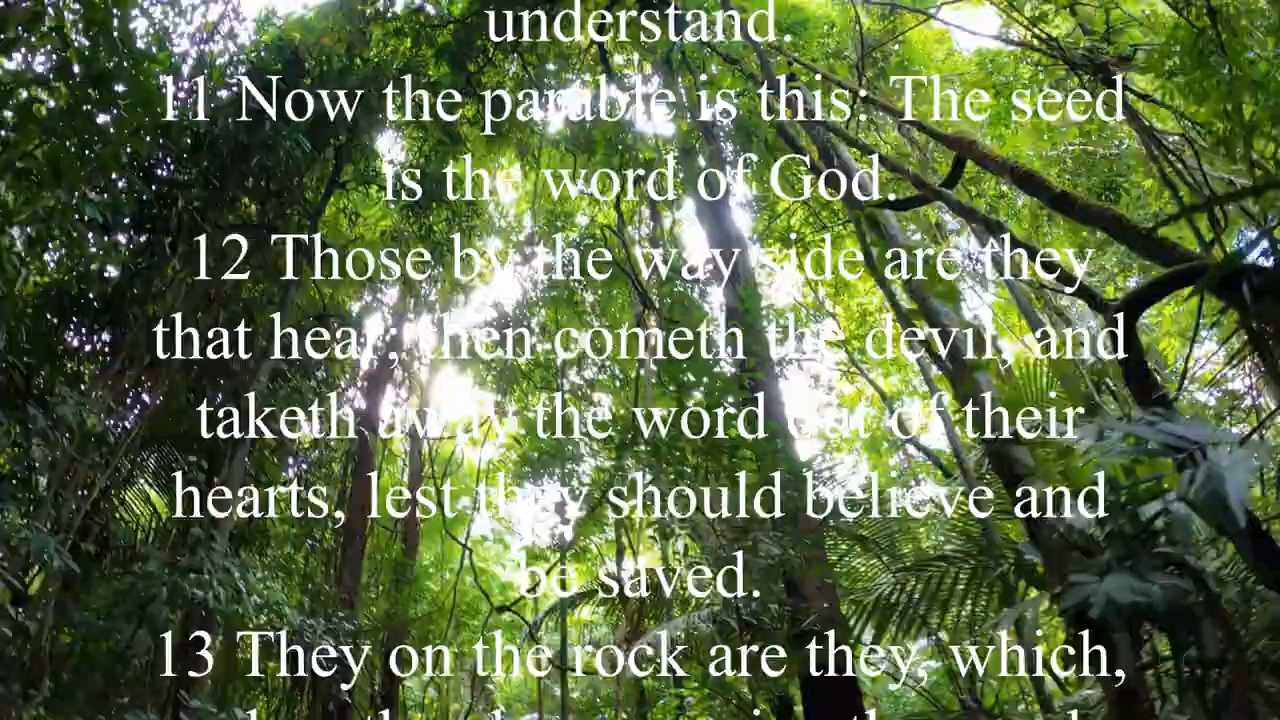 understand.
11 Now the parable is this: The seed
is the word of God.
12 Those by the way side are they
that hear; then cometh the devil, and
taketh away the word out of their
hearts, lest they should believe and
be saved.
13 They on the rock are they, which,